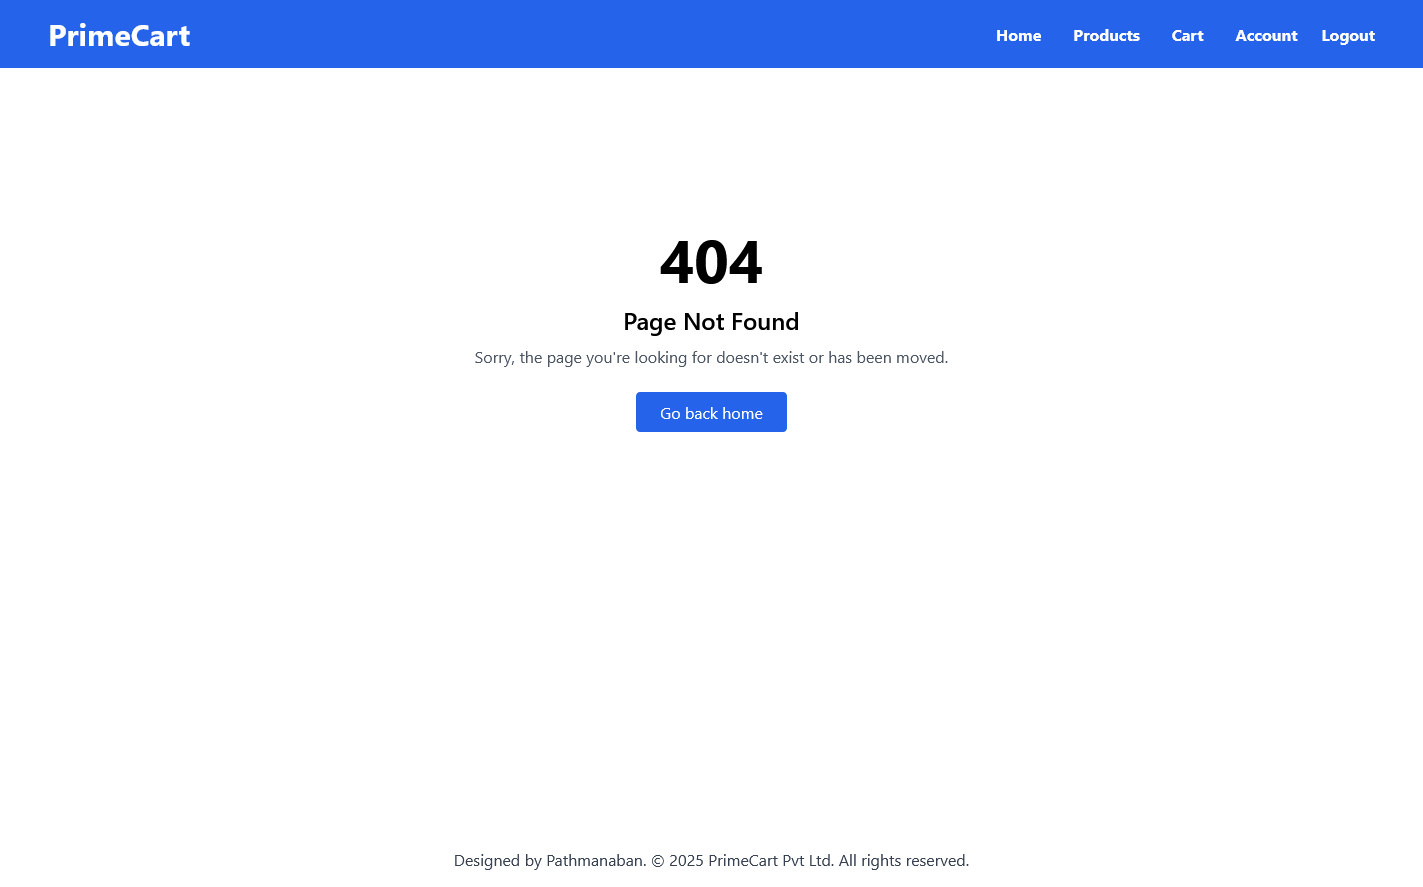 PrimeCart
Home Products Cart Account Logout
404
Page Not Found
Sorry, the page you're looking for doesn't exist or has been moved.
Go back home
Designed by Pathmanaban. © 2025 PrimeCart Pvt Ltd. All rights reserved.